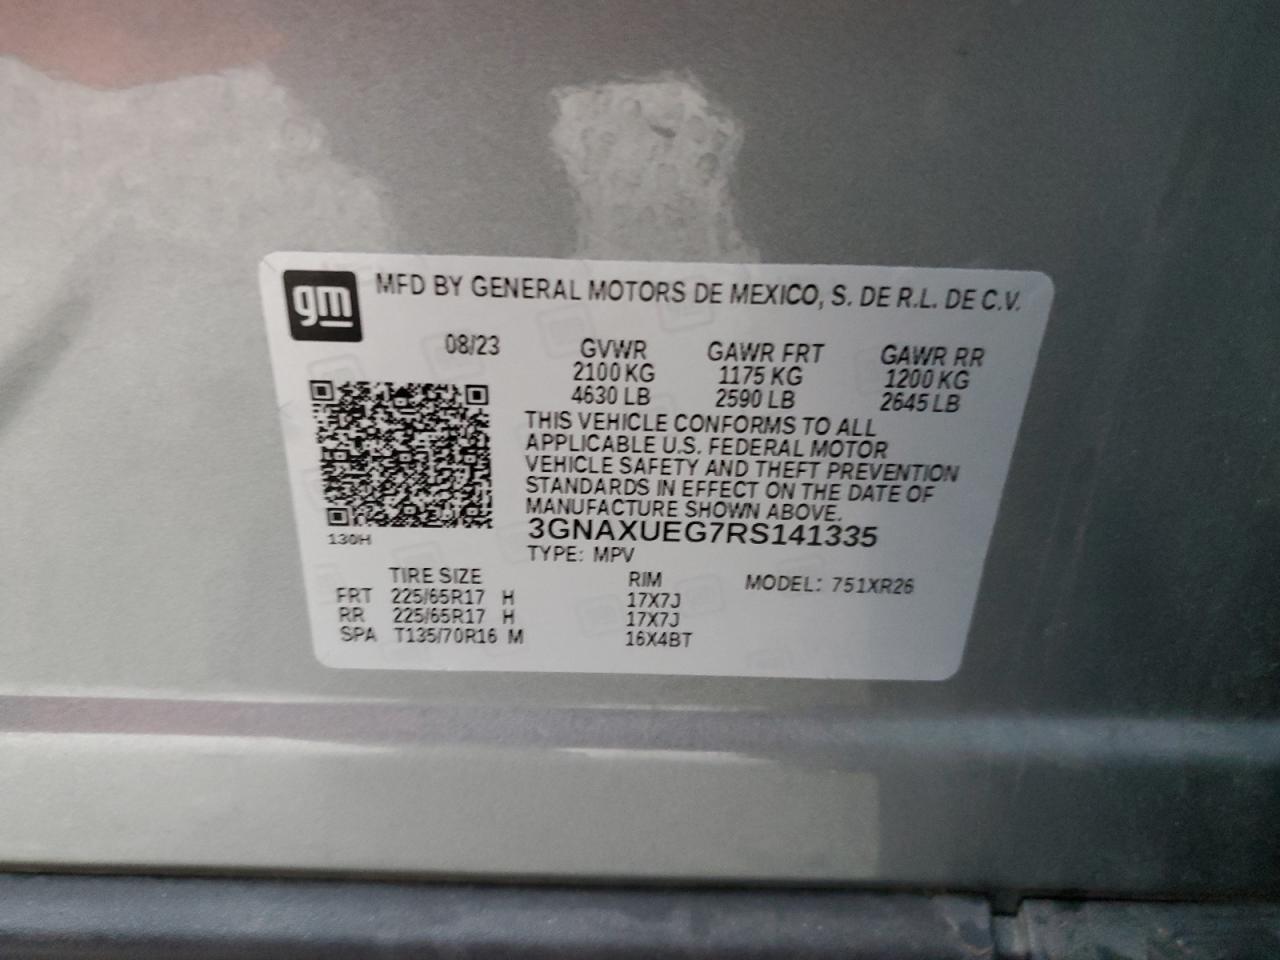 gm
MFD BY GENERAL MOTORS DE MEXICO, S. DE R.L. DE C.V.
08/23 GVWR GAWR FRT GAWR RR
2100 KG 1175 KG 1200 KG
4630 LB 2590 LB 2645 LB
THIS VEHICLE CONFORMS TO ALL
APPLICABLE U.S. FEDERAL MOTOR
VEHICLE SAFETY AND THEFT PREVENTION
STANDARDS IN EFFECT ON THE DATE OF
MANUFACTURE SHOWN ABOVE.
3GNAXUEG7RS141335
130H
TYPE: MPV
TIRE SIZE RIM MODEL: 751XR26
FRT 225/65R17 H 17X7J
RR 225/65R17 H 17X7J
SPA T135/70R16 M 16X4BT